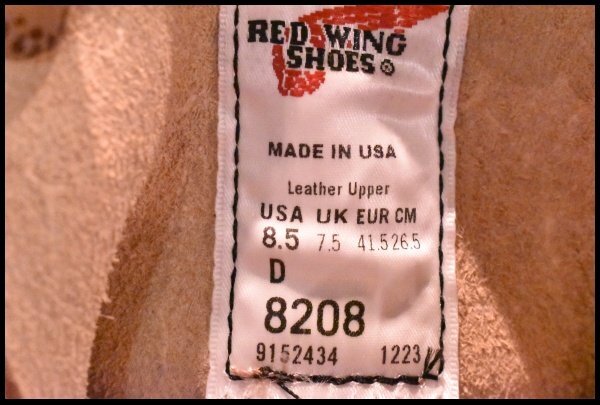 RED WING
SHOES®
MADE IN USA
Leather Upper
USA UK EUR CM
8.5 7.5 41.5 26.5
D
8208
9152434 1223